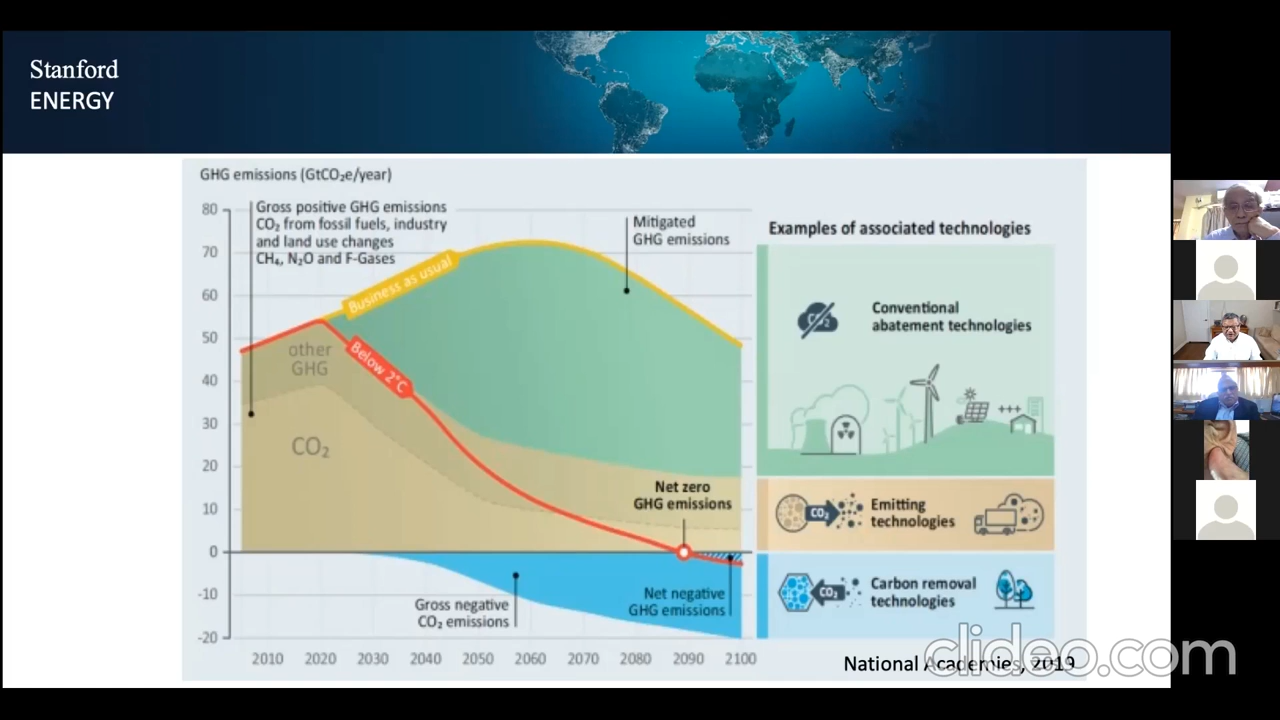 Stanford
ENERGY
GHG emissions (GtCO₂e/year)
80
70
60
50
40
30
20
10
0
-10
-20
Gross positive GHG emissions
CO₂ from fossil fuels, industry
and land use changes
CH₄, N₂O and F-Gases
Business as usual
Mitigated
GHG emissions
other
GHG
Below 2°C
CO₂
Net zero
GHG emissions
Gross negative
CO₂ emissions
Net negative
GHG emissions
2010 2020 2030 2040 2050 2060 2070 2080 2090 2100
Examples of associated technologies
CO₂
Conventional
abatement technologies
+++
CO₂
Emitting
technologies
CO₂
Carbon removal
technologies
National Academies, 2019
clideo.com